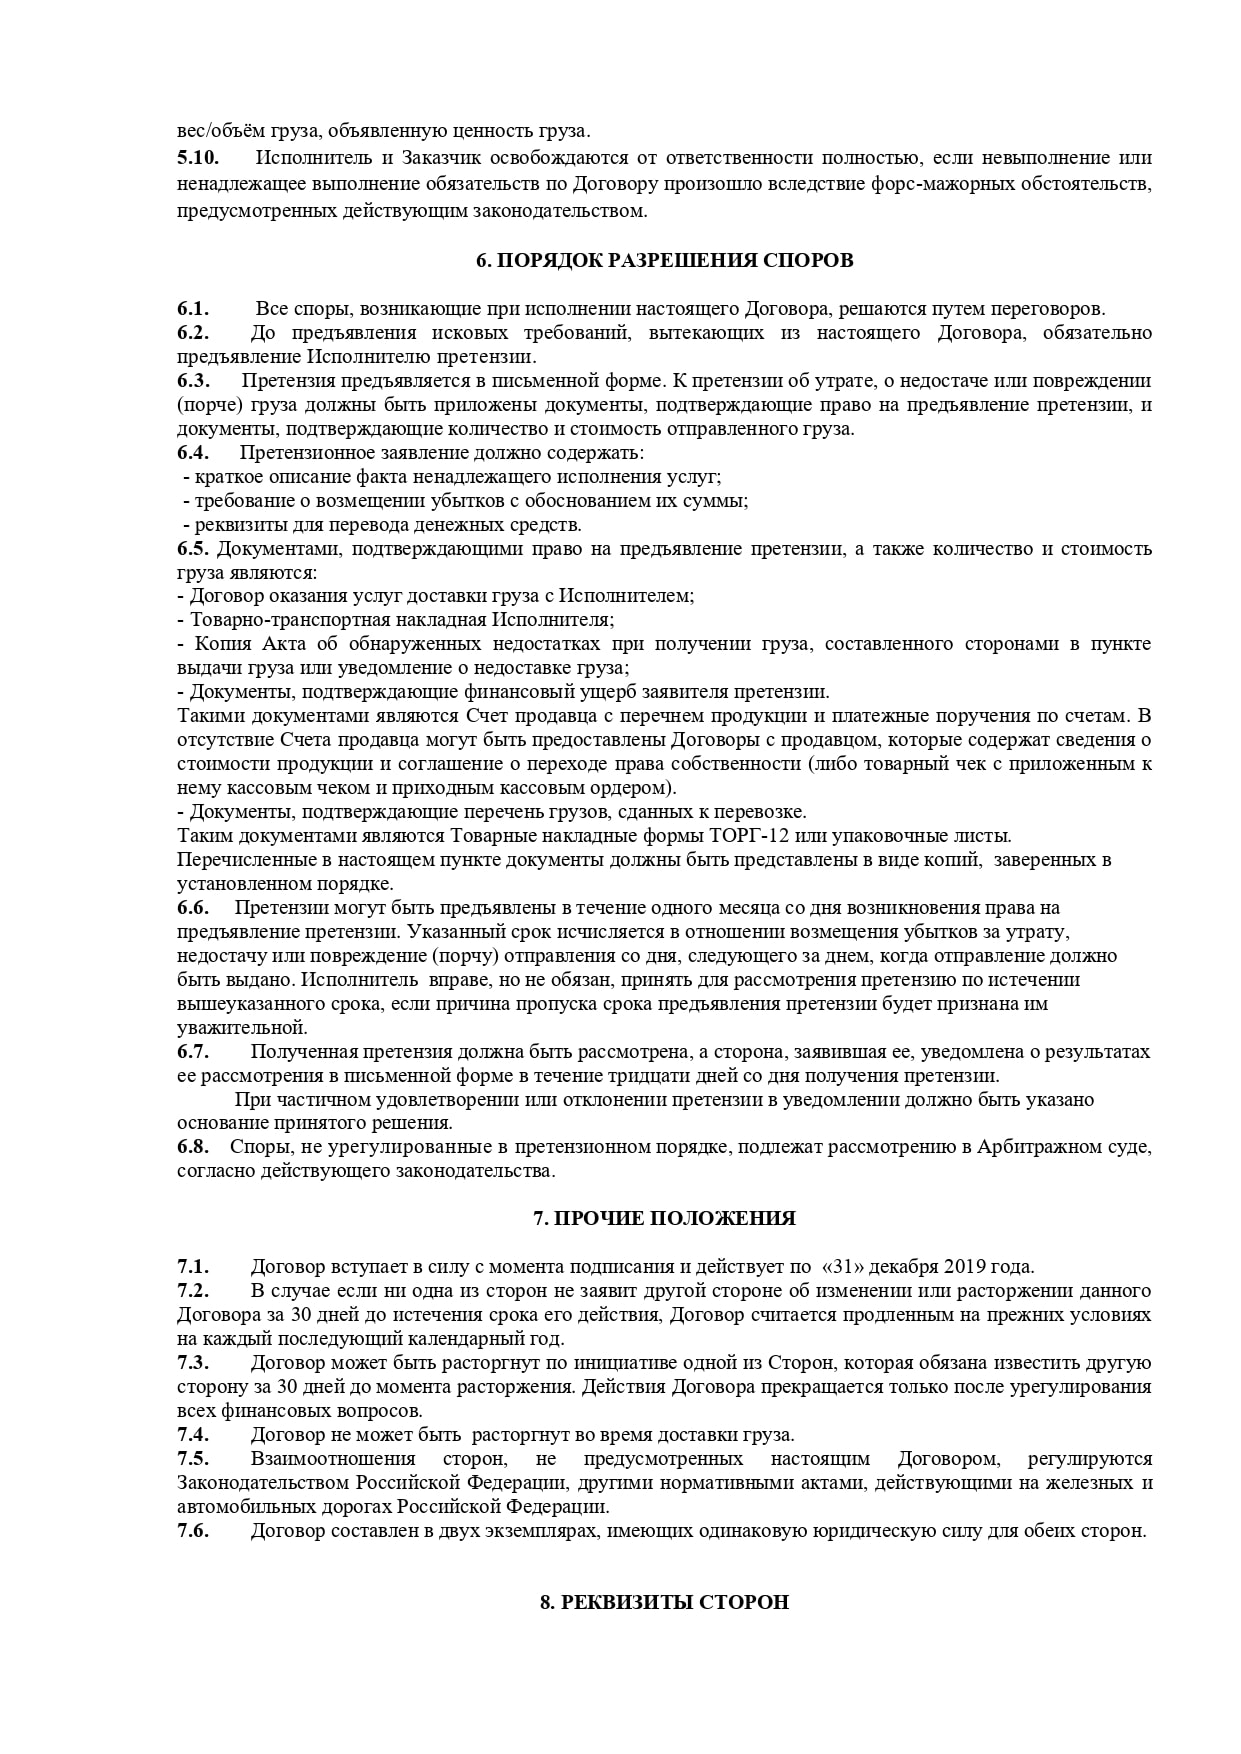 вес/объём груза, объявленную ценность груза.
5.10. Исполнитель и Заказчик освобождаются от ответственности полностью, если невыполнение или
ненадлежащее выполнение обязательств по Договору произошло вследствие форс-мажорных обстоятельств,
предусмотренных действующим законодательством.
6. ПОРЯДОК РАЗРЕШЕНИЯ СПОРОВ
6.1. Все споры, возникающие при исполнении настоящего Договора, решаются путем переговоров.
6.2. До предъявления исковых требований, вытекающих из настоящего Договора, обязательно
предъявление Исполнителю претензии.
6.3. Претензия предъявляется в письменной форме. К претензии об утрате, о недостаче или повреждении
(порче) груза должны быть приложены документы, подтверждающие право на предъявление претензии, и
документы, подтверждающие количество и стоимость отправленного груза.
6.4. Претензионное заявление должно содержать:
- краткое описание факта ненадлежащего исполнения услуг;
- требование о возмещении убытков с обоснованием их суммы;
- реквизиты для перевода денежных средств.
6.5. Документами, подтверждающими право на предъявление претензии, а также количество и стоимость
груза являются:
- Договор оказания услуг доставки груза с Исполнителем;
- Товарно-транспортная накладная Исполнителя;
- Копия Акта об обнаруженных недостатках при получении груза, составленного сторонами в пункте
выдачи груза или уведомление о недоставке груза;
- Документы, подтверждающие финансовый ущерб заявителя претензии.
Такими документами являются Счет продавца с перечнем продукции и платежные поручения по счетам. В
отсутствие Счета продавца могут быть предоставлены Договоры с продавцом, которые содержат сведения о
стоимости продукции и соглашение о переходе права собственности (либо товарный чек с приложенным к
нему кассовым чеком и приходным кассовым ордером).
- Документы, подтверждающие перечень грузов, сданных к перевозке.
Таким документами являются Товарные накладные формы ТОРГ-12 или упаковочные листы.
Перечисленные в настоящем пункте документы должны быть представлены в виде копий, заверенных в
установленном порядке.
6.6. Претензии могут быть предъявлены в течение одного месяца со дня возникновения права на
предъявление претензии. Указанный срок исчисляется в отношении возмещения убытков за утрату,
недостачу или повреждение (порчу) отправления со дня, следующего за днем, когда отправление должно
быть выдано. Исполнитель вправе, но не обязан, принять для рассмотрения претензию по истечении
вышеуказанного срока, если причина пропуска срока предъявления претензии будет признана им
уважительной.
6.7. Полученная претензия должна быть рассмотрена, а сторона, заявившая ее, уведомлена о результатах
ее рассмотрения в письменной форме в течение тридцати дней со дня получения претензии.
При частичном удовлетворении или отклонении претензии в уведомлении должно быть указано
основание принятого решения.
6.8. Споры, не урегулированные в претензионном порядке, подлежат рассмотрению в Арбитражном суде,
согласно действующего законодательства.
7. ПРОЧИЕ ПОЛОЖЕНИЯ
7.1. Договор вступает в силу с момента подписания и действует по «31» декабря 2019 года.
7.2. В случае если ни одна из сторон не заявит другой стороне об изменении или расторжении данного
Договора за 30 дней до истечения срока его действия, Договор считается продленным на прежних условиях
на каждый последующий календарный год.
7.3. Договор может быть расторгнут по инициативе одной из Сторон, которая обязана известить другую
сторону за 30 дней до момента расторжения. Действия Договора прекращается только после урегулирования
всех финансовых вопросов.
7.4. Договор не может быть расторгнут во время доставки груза.
7.5. Взаимоотношения сторон, не предусмотренных настоящим Договором, регулируются
Законодательством Российской Федерации, другими нормативными актами, действующими на железных и
автомобильных дорогах Российской Федерации.
7.6. Договор составлен в двух экземплярах, имеющих одинаковую юридическую силу для обеих сторон.
8. РЕКВИЗИТЫ СТОРОН